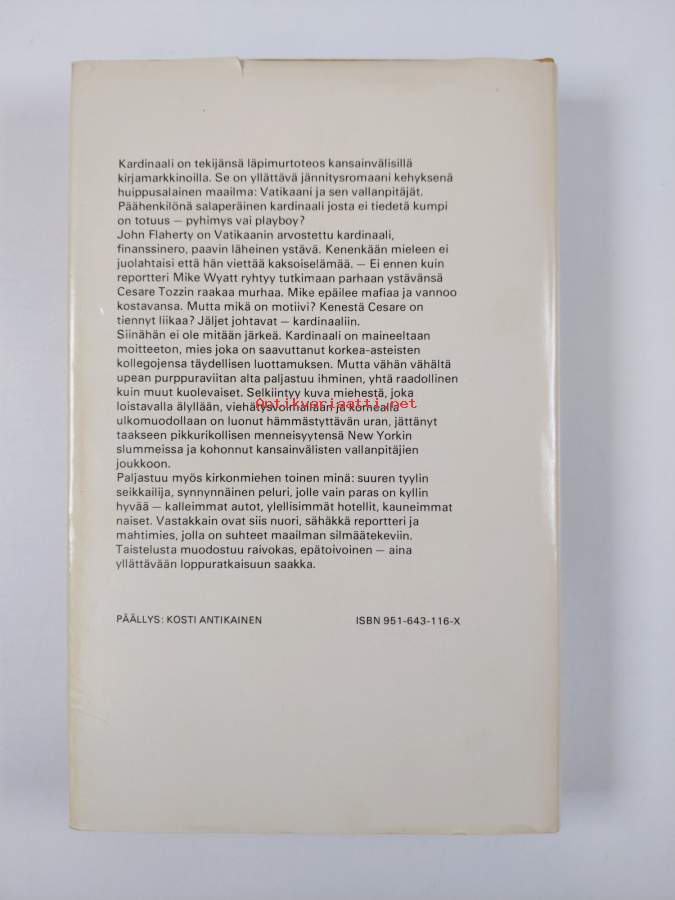 Kardinaali on tekijänsä läpimurtoteos kansainvälisillä
kirjamarkkinoilla. Se on yllättävä jännitysromaani kehyksenä
huippusalainen maailma: Vatikaani ja sen vallanpitäjät.
Päähenkilönä salaperäinen kardinaali josta ei tiedetä kumpi
on totuus – pyhimys vai playboy?
John Flaherty on Vatikaanin arvostettu kardinaali,
finanssinero, paavin läheinen ystävä. Kenenkään mieleen ei
juolahtaisi että hän viettää kaksoiselämää. – Ei ennen kuin
reportteri Mike Wyatt ryhtyy tutkimaan parhaan ystävänsä
Cesare Tozzin raakaa murhaa. Mike epäilee mafiaa ja vannoo
kostavansa. Mutta mikä on motiivi? Kenestä Cesare on
tiennyt liikaa? Jäljet johtavat – kardinaaliin.
Siinähän ei ole mitään järkeä. Kardinaali on maineeltaan
moitteeton, mies joka on saavuttanut korkea-asteisten
kollegojensa täydellisen luottamuksen. Mutta vähän vähältä
upean purppuraviitan alta paljastuu ihminen, yhtä raadollinen
kuin muut kuolevaiset. Selkiintyy kuva miehestä, joka
loistavalla älyllään, viehätysvoimallaan ja komealla
Antikvariaatti.net
ulkomuodollaan on luonut hämmästyttävän uran, jättänyt
taakseen pikkurikollisen menneisyytensä New Yorkin
slummeissa ja kohonnut kansainvälisten vallanpitäjien
joukkoon.
Paljastuu myös kirkonmiehen toinen minä: suuren tyylin
seikkailija, synnynnäinen peluri, jolle vain paras on kyllin
hyvää – kalleimmat autot, ylellisimmät hotellit, kauneimmat
naiset. Vastakkain ovat siis nuori, sähäkkä reportteri ja
mahtimies, jolla on suhteet maailman silmäätekeviin.
Taistelusta muodostuu raivokas, epätoivoinen – aina
yllättävään loppuratkaisuun saakka.
PÄÄLLYS: KOSTI ANTIKAINEN
ISBN 951-643-116-X